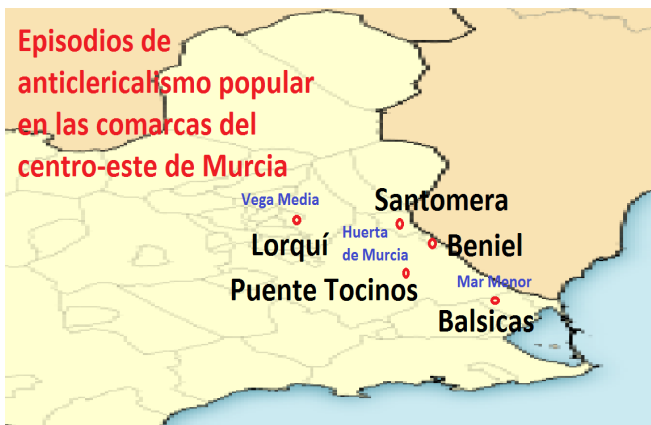 Episodios de
anticlericalismo popular
en las comarcas del
centro-este de Murcia
Vega Media
Santomera
Lorquí
Huerta
de Murcia
Beniel
Puente Tocinos
Mar Menor
Balsicas